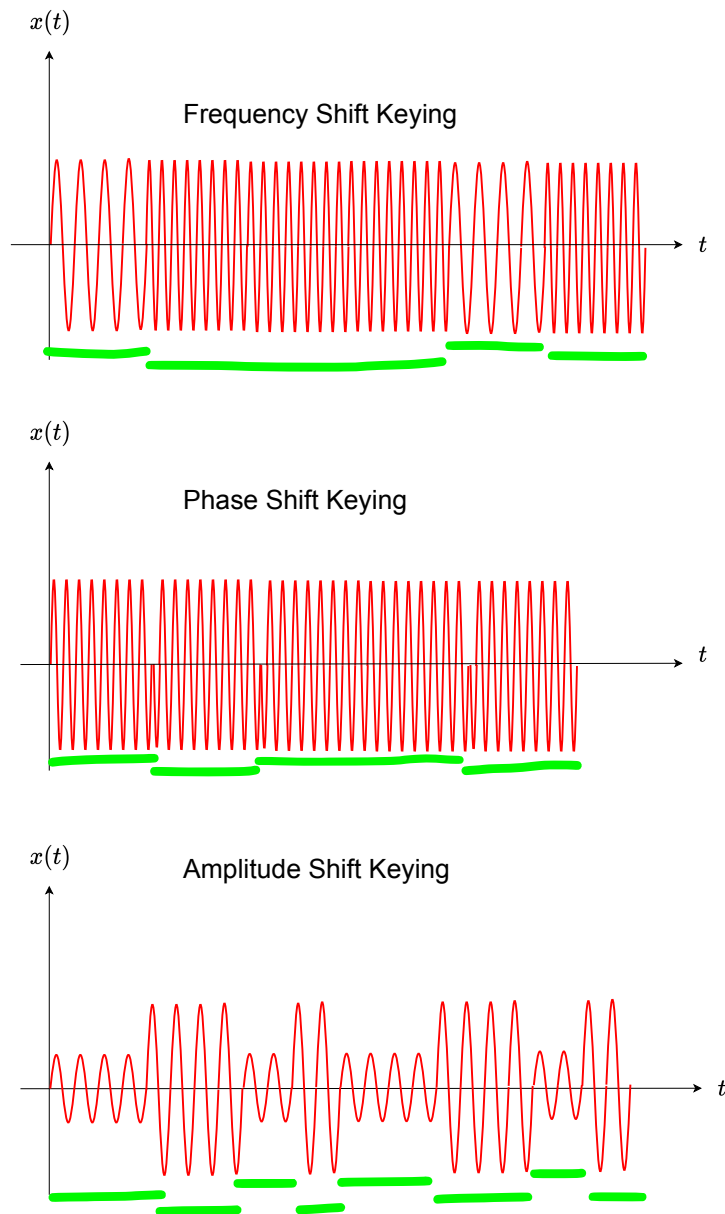 x(t)
Frequency Shift Keying
t
x(t)
Phase Shift Keying
t
x(t)
Amplitude Shift Keying
t